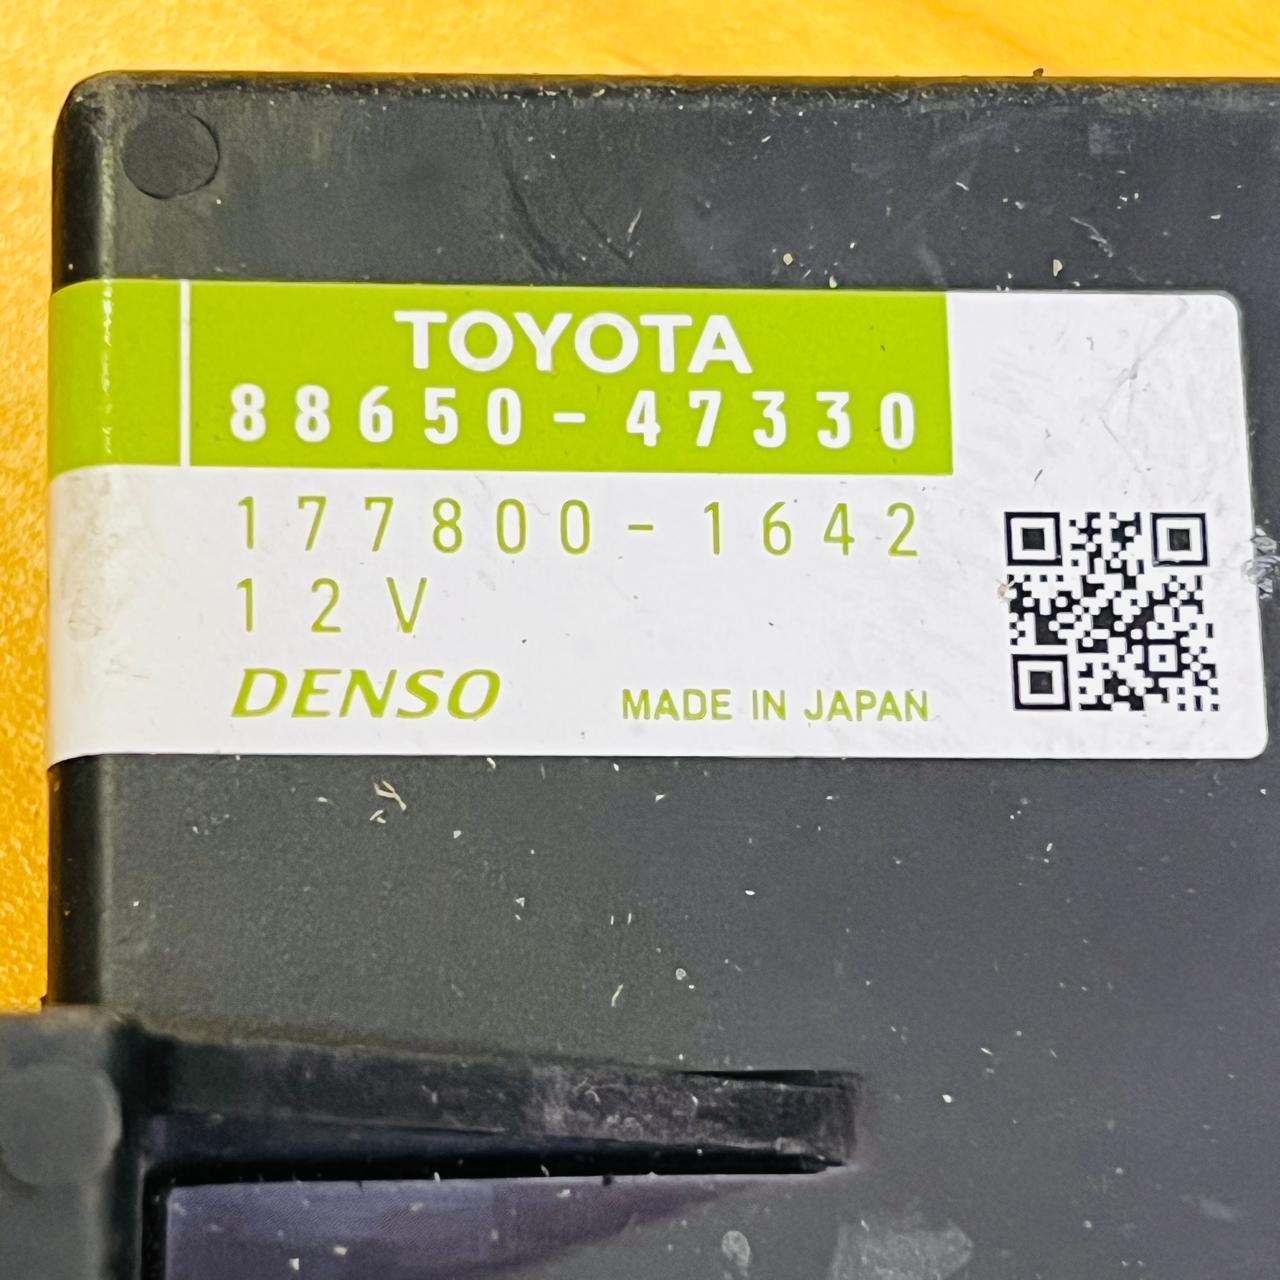 TOYOTA
88650-47330
177800-1642
12V
DENSO
MADE IN JAPAN